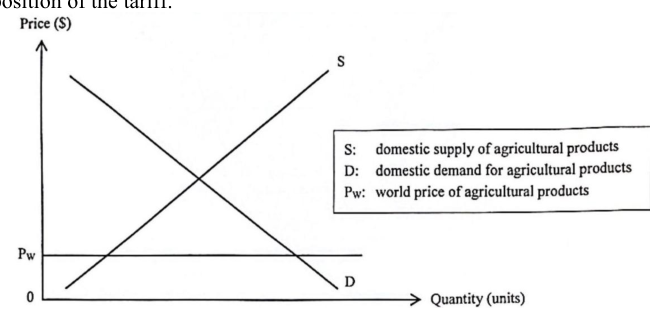 position of the tariff.
Price ($)
S
S: domestic supply of agricultural products
D: domestic demand for agricultural products
Pw: world price of agricultural products
Pw
D
0
Quantity (units)